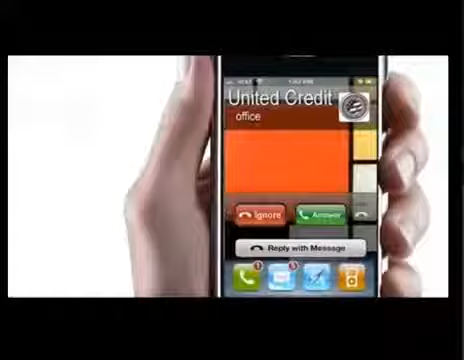 United Credit
office
Ignore
Answer
Reply with Message